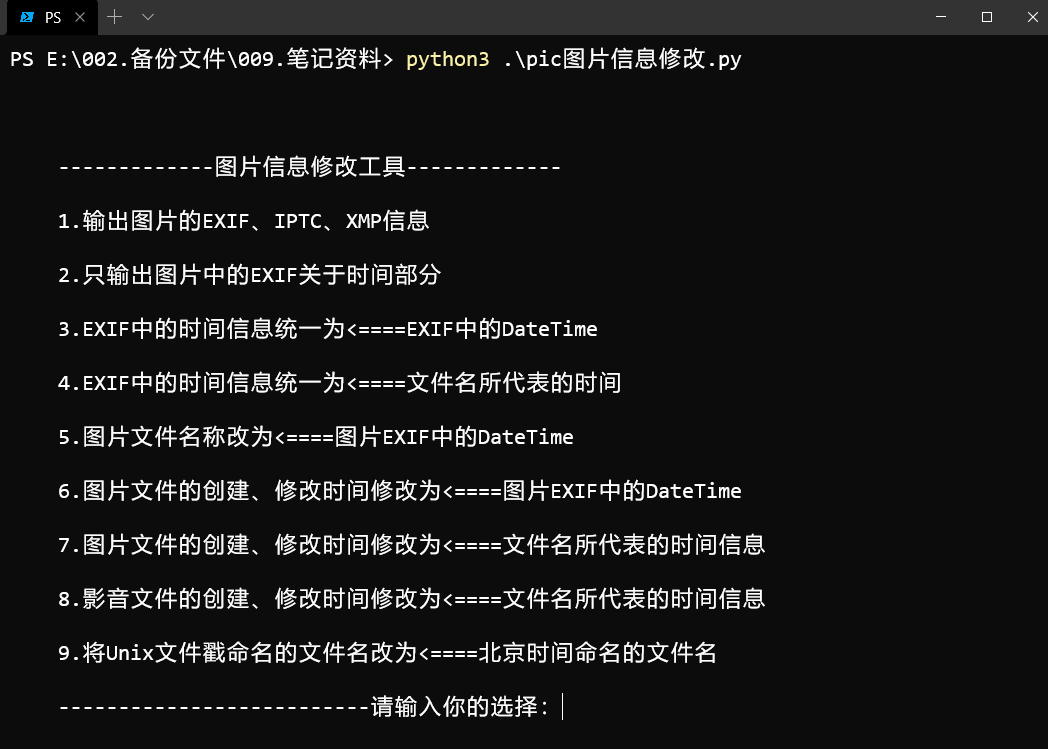 PS
PS E:\002.备份文件\009.笔记资料> python3 .\pic图片信息修改.py
-------------图片信息修改工具-------------
1.输出图片的EXIF、IPTC、XMP信息
2.只输出图片中的EXIF关于时间部分
3.EXIF中的时间信息统一为<====EXIF中的DateTime
4.EXIF中的时间信息统一为<====文件名所代表的时间
5.图片文件名称改为<====图片EXIF中的DateTime
6.图片文件的创建、修改时间修改为<====图片EXIF中的DateTime
7.图片文件的创建、修改时间修改为<====文件名所代表的时间信息
8.影音文件的创建、修改时间修改为<====文件名所代表的时间信息
9.将Unix文件戳命名的文件名改为<====北京时间命名的文件名
--------------------------请输入你的选择: